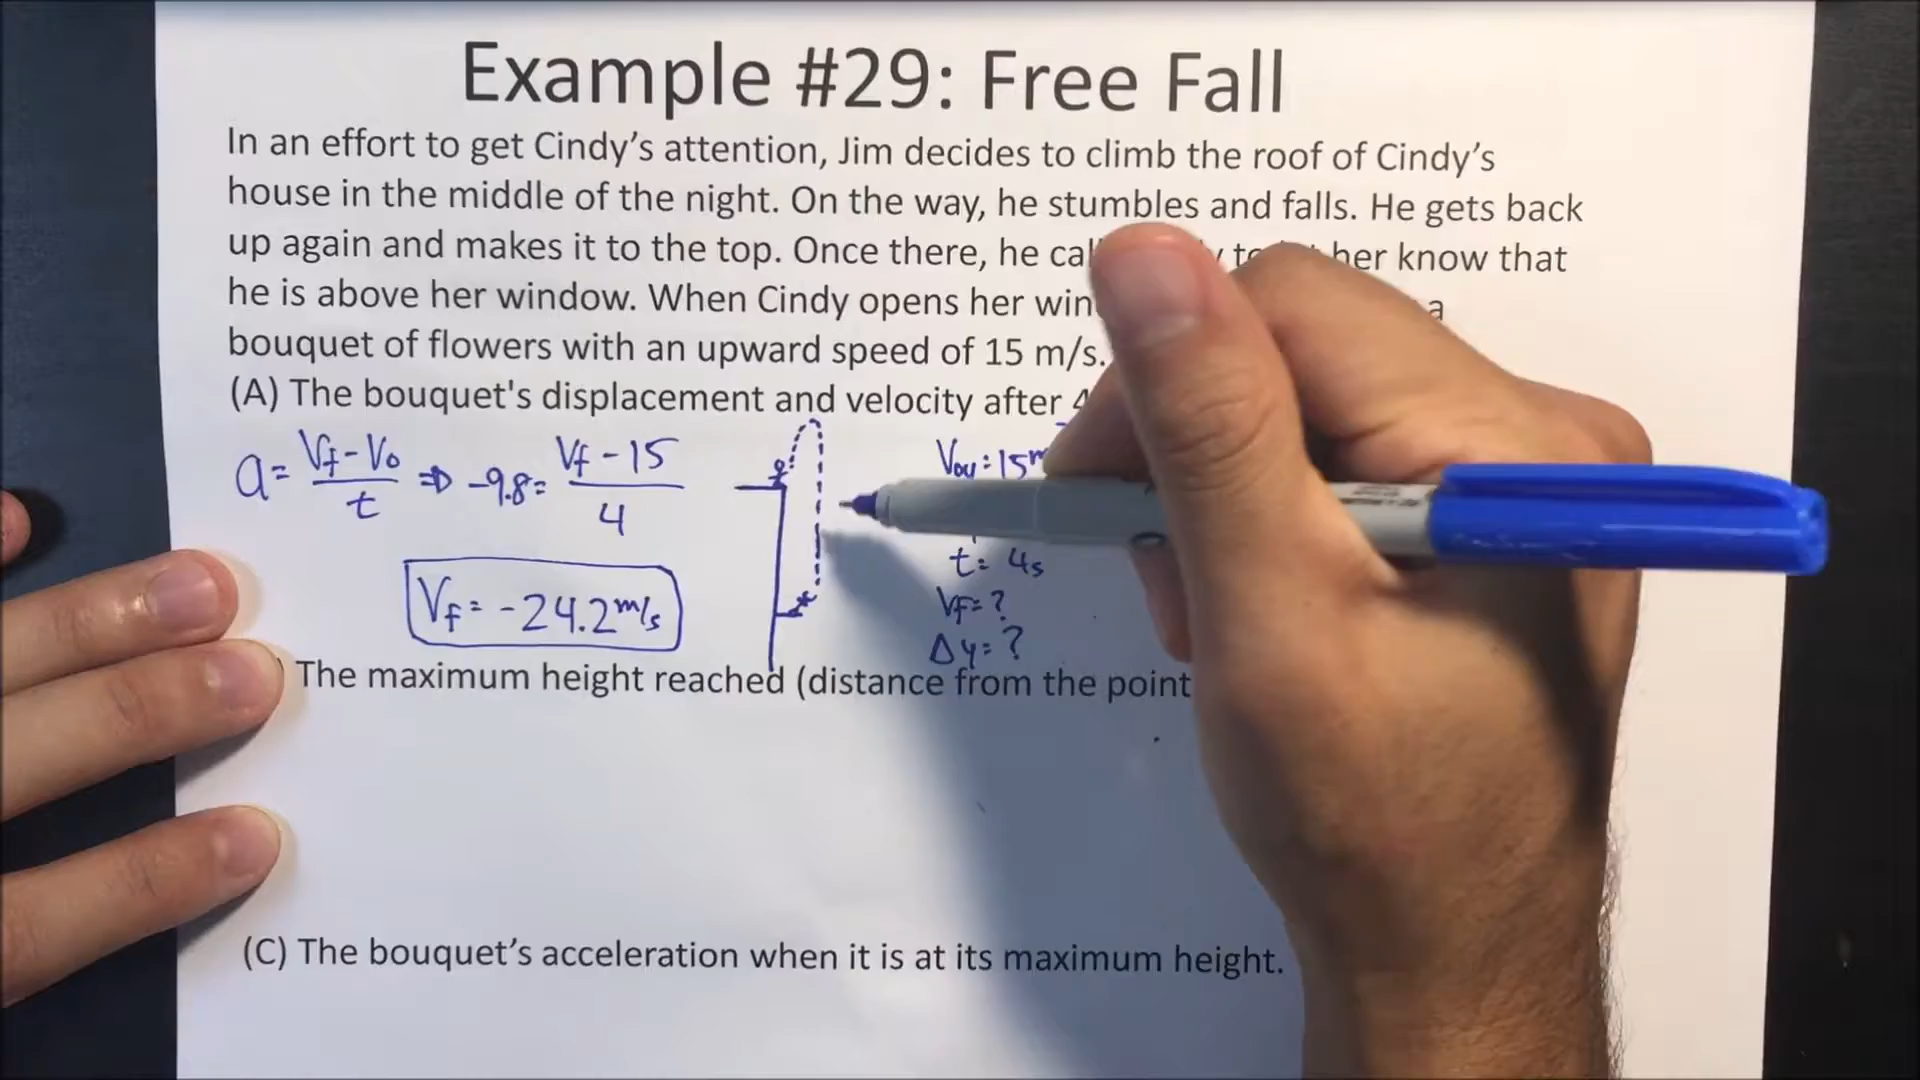 Example #29: Free Fall
In an effort to get Cindy’s attention, Jim decides to climb the roof of Cindy’s
house in the middle of the night. On the way, he stumbles and falls. He gets back
up again and makes it to the top. Once there, he her know that
he is above her window. When Cindy opens her a
bouquet of flowers with an upward speed of 15 m/s.
(A) The bouquet's displacement and velocity after 4
a = Vf - Vo / t ⇒ -9.8 = Vf - 15 / 4
Voy = 15 m
t = 4s
Vf = -24.2 m/s
Vf = ?
Δy = ?
The maximum height reached (distance from the point
(C) The bouquet’s acceleration when it is at its maximum height.